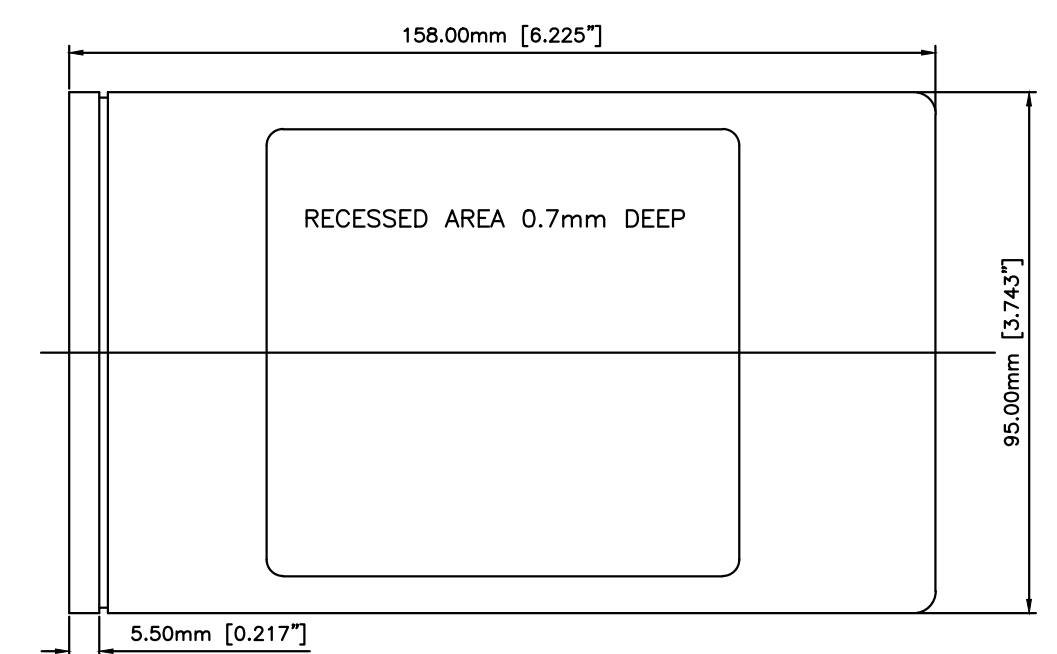 158.00mm [6.225"]
RECESSED AREA 0.7mm DEEP
95.00mm [3.743"]
5.50mm [0.217"]